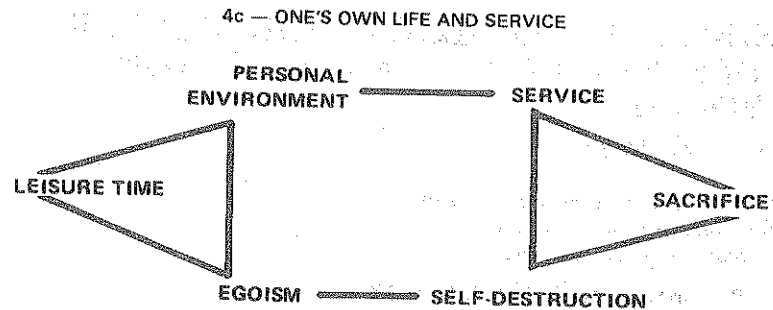 4c — ONE'S OWN LIFE AND SERVICE
PERSONAL
ENVIRONMENT
SERVICE
LEISURE TIME
SACRIFICE
EGOISM
SELF-DESTRUCTION